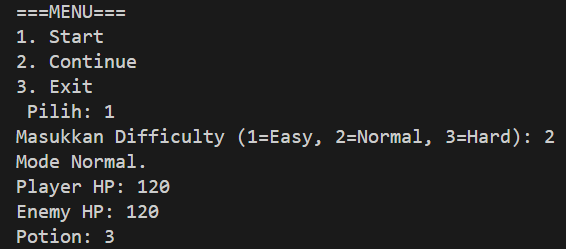 ===MENU===
1. Start
2. Continue
3. Exit
 Pilih: 1
Masukkan Difficulty (1=Easy, 2=Normal, 3=Hard): 2
Mode Normal.
Player HP: 120
Enemy HP: 120
Potion: 3